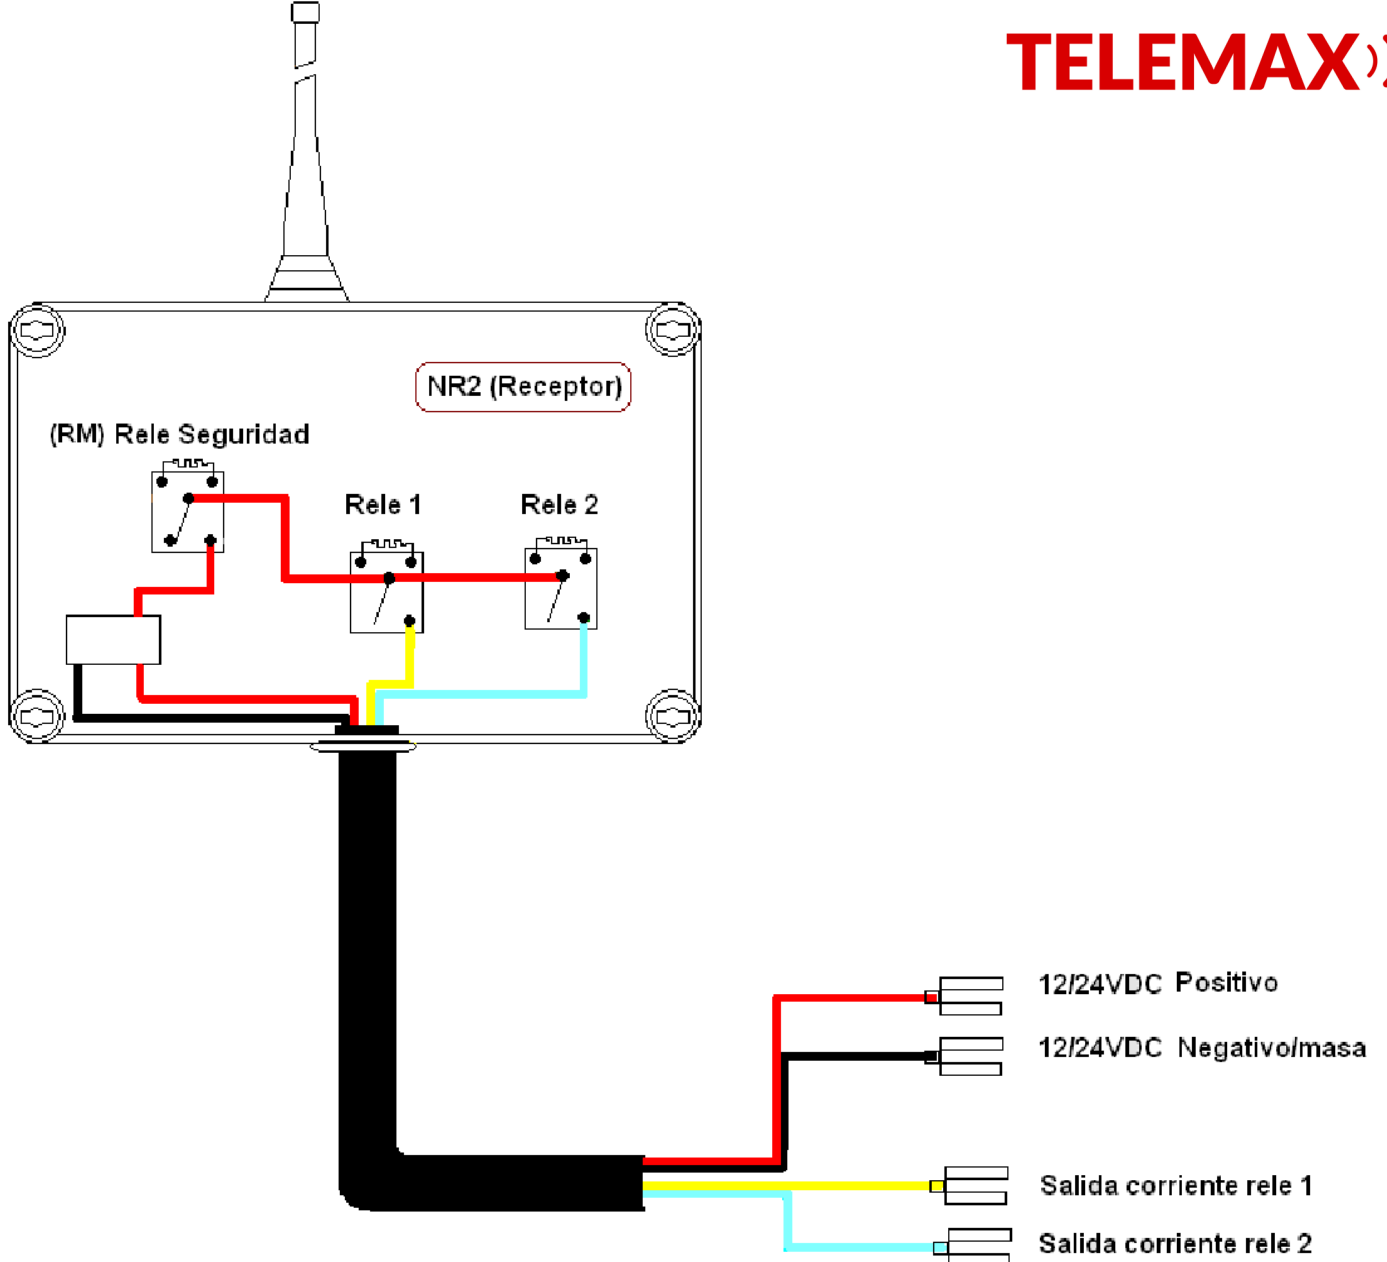 TELEMAX
NR2 (Receptor)
(RM) Rele Seguridad
Rele 1
Rele 2
12/24VDC Positivo
12/24VDC Negativo/masa
Salida corriente rele 1
Salida corriente rele 2